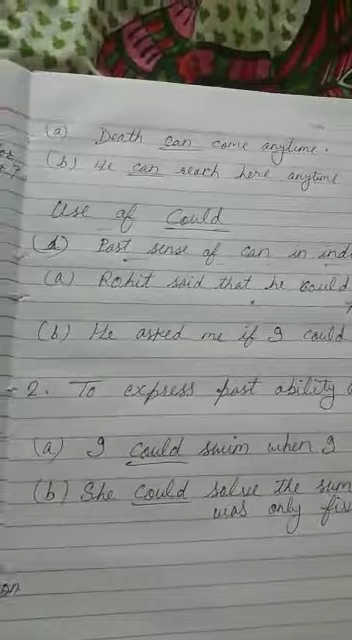 (a) Death can come anytime.
(b) He can reach here anytime
Use of Could
(1) Past sense of can in ind
(a) Rohit said that he could
(b) He asked me if I could
2. To express past ability
(a) I could swim when I
(b) She could solve the sum
was only fiv